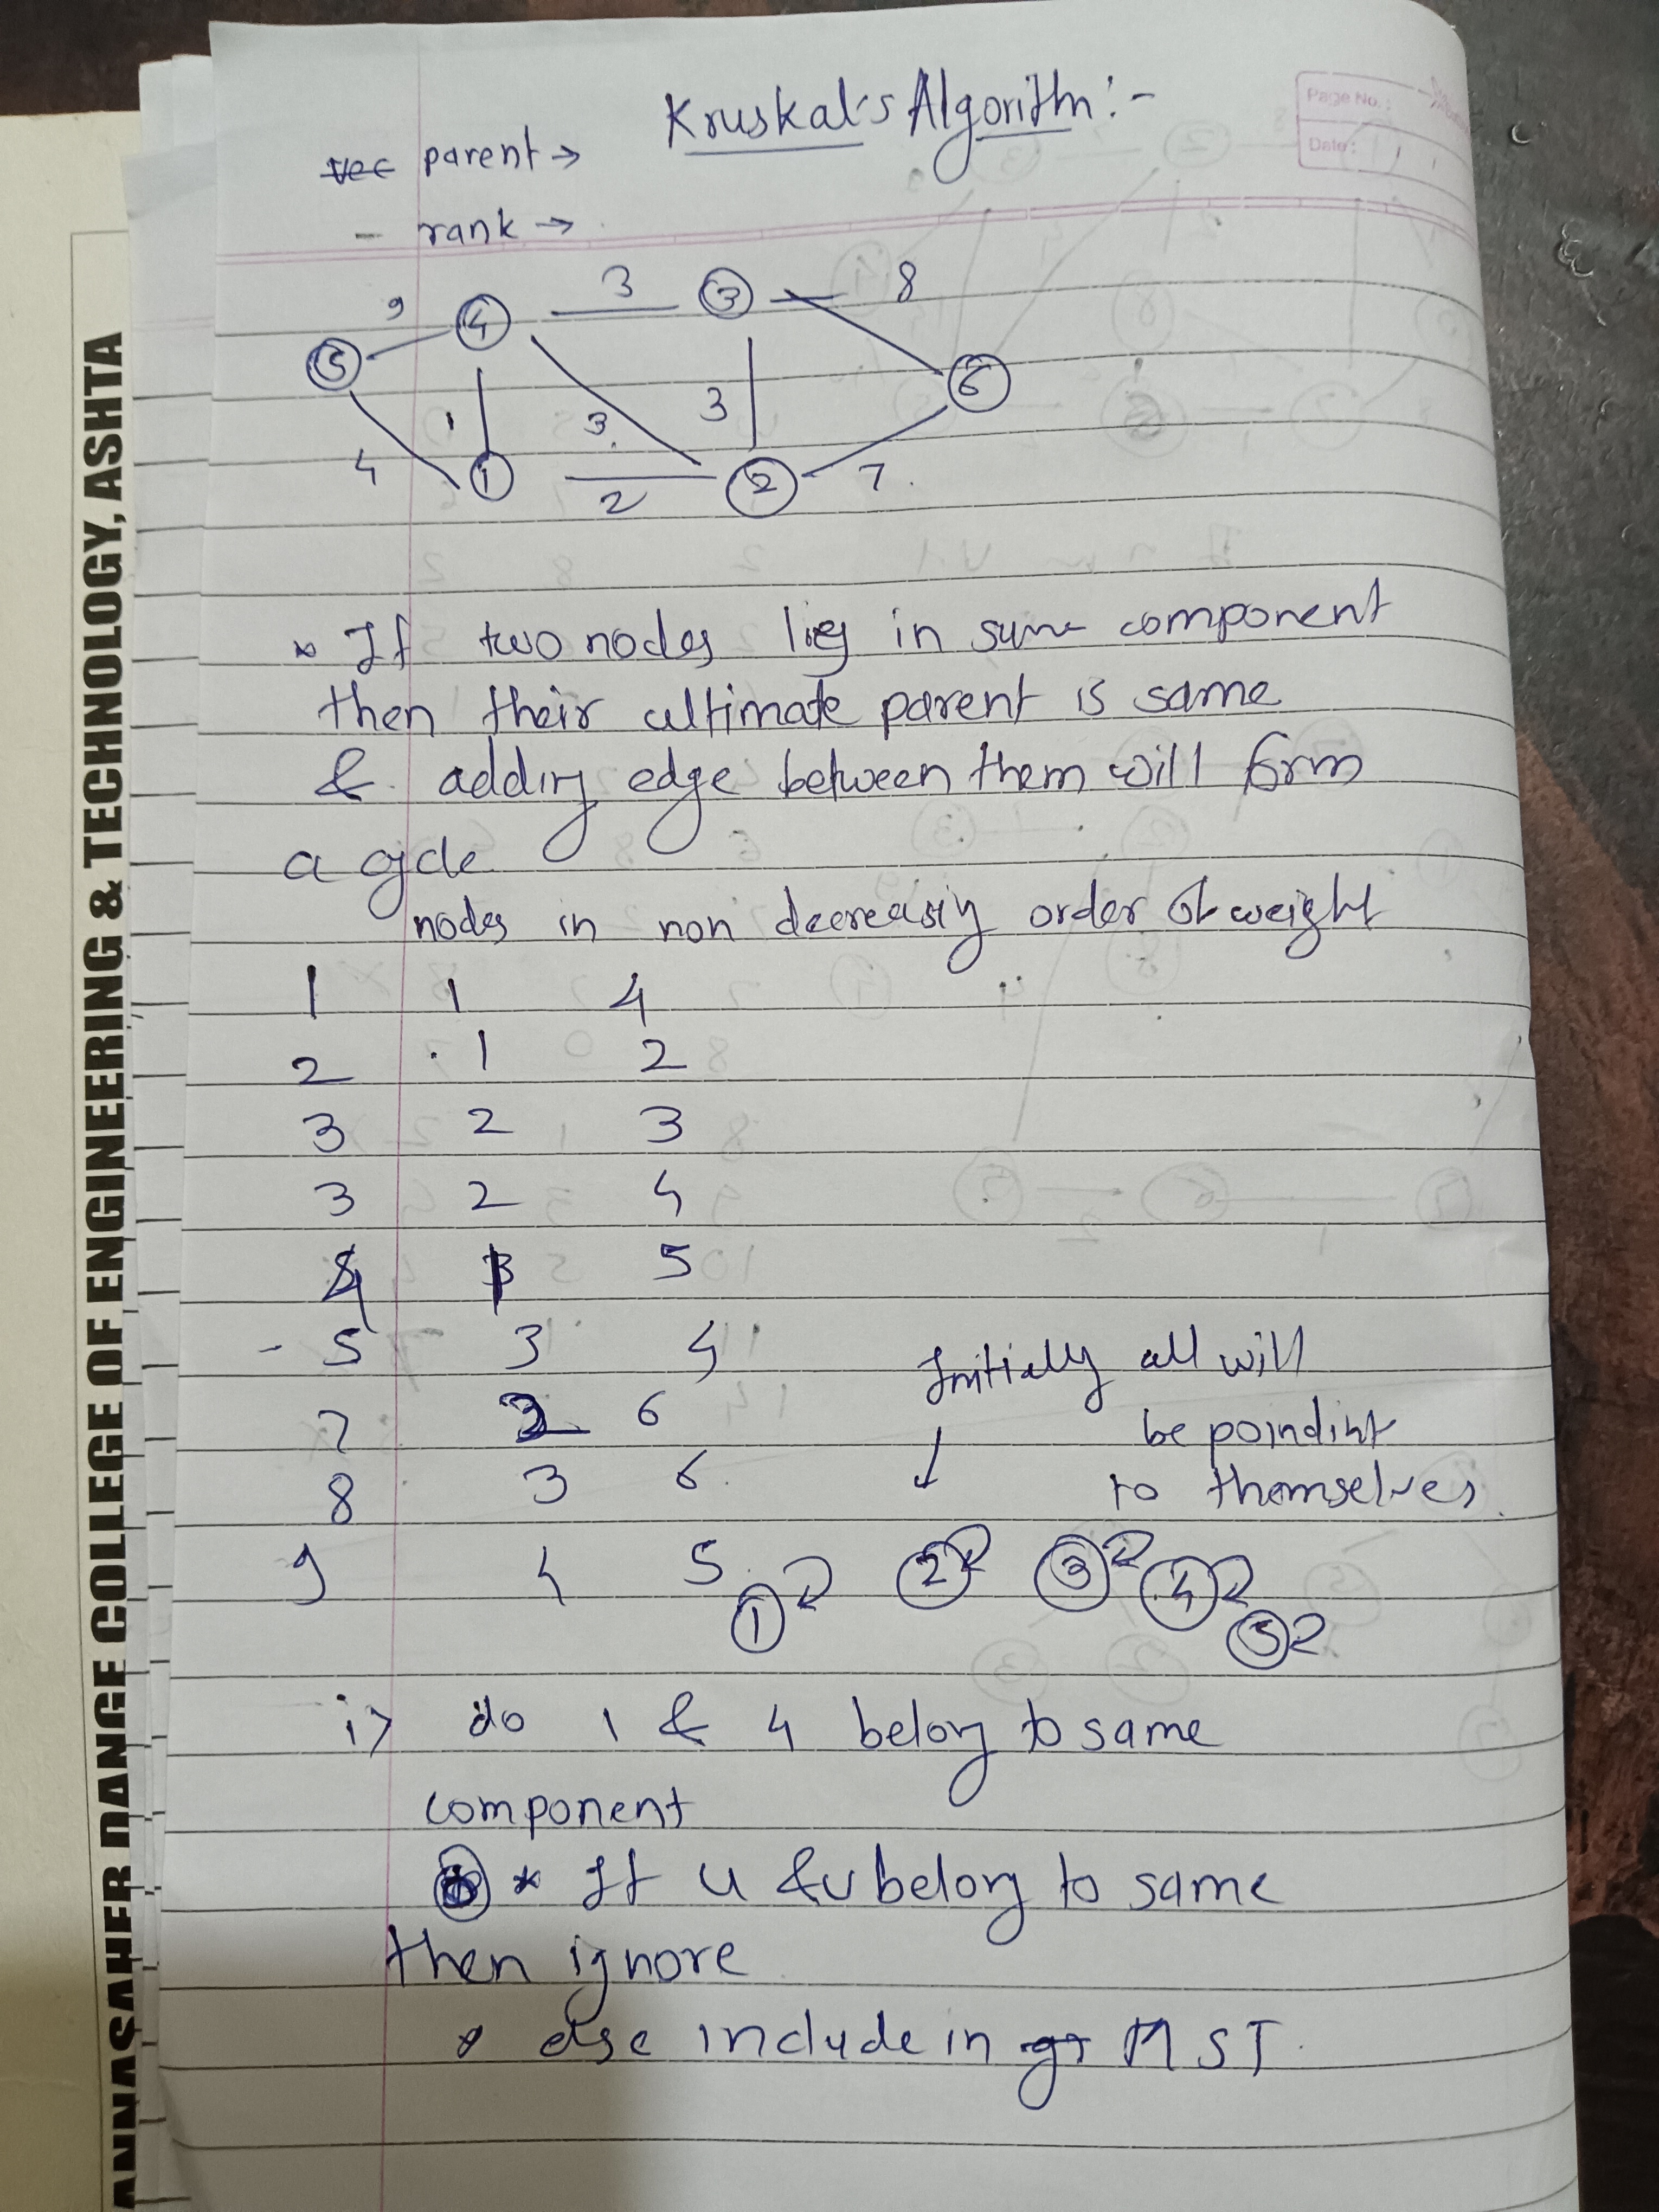 Kruskal's Algorithm:-
Page No.:
Date:
vec parent →
- rank →
9 4 3 3 8
5 6
1 3 3
4 1 2 2 7
* If two nodes lies in same component
then their ultimate parent is same
& adding edge between them will form
a cycle
nodes in non decreasing order of weight
1 1 4
2 1 2
3 2 3
3 2 4
4 1 5
- 5 3 4
7 2 6
8 3 6
9 4 5
Initially all will
be poindint
to themselves
1 2 3 4 5
i> do 1 & 4 belong to same
component
* If u & v belong to same
then ignore
* else include in gr MST.
ANNASAHEB DANGE COLLEGE OF ENGINEERING & TECHNOLOGY, ASHTA